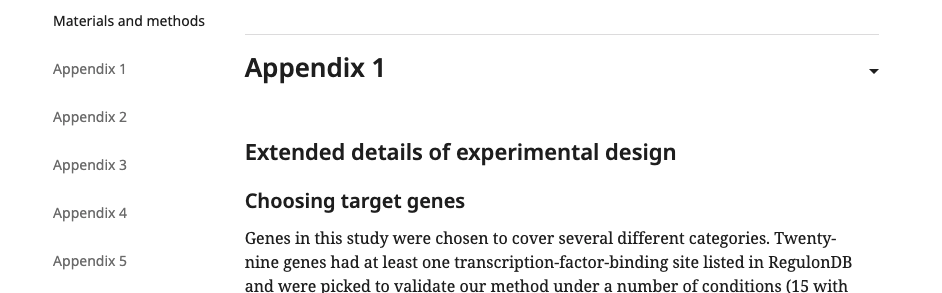 Materials and methods
Appendix 1
Appendix 2
Appendix 3
Appendix 4
Appendix 5
Appendix 1
Extended details of experimental design
Choosing target genes
Genes in this study were chosen to cover several different categories. Twenty-
nine genes had at least one transcription-factor-binding site listed in RegulonDB
and were picked to validate our method under a number of conditions (15 with